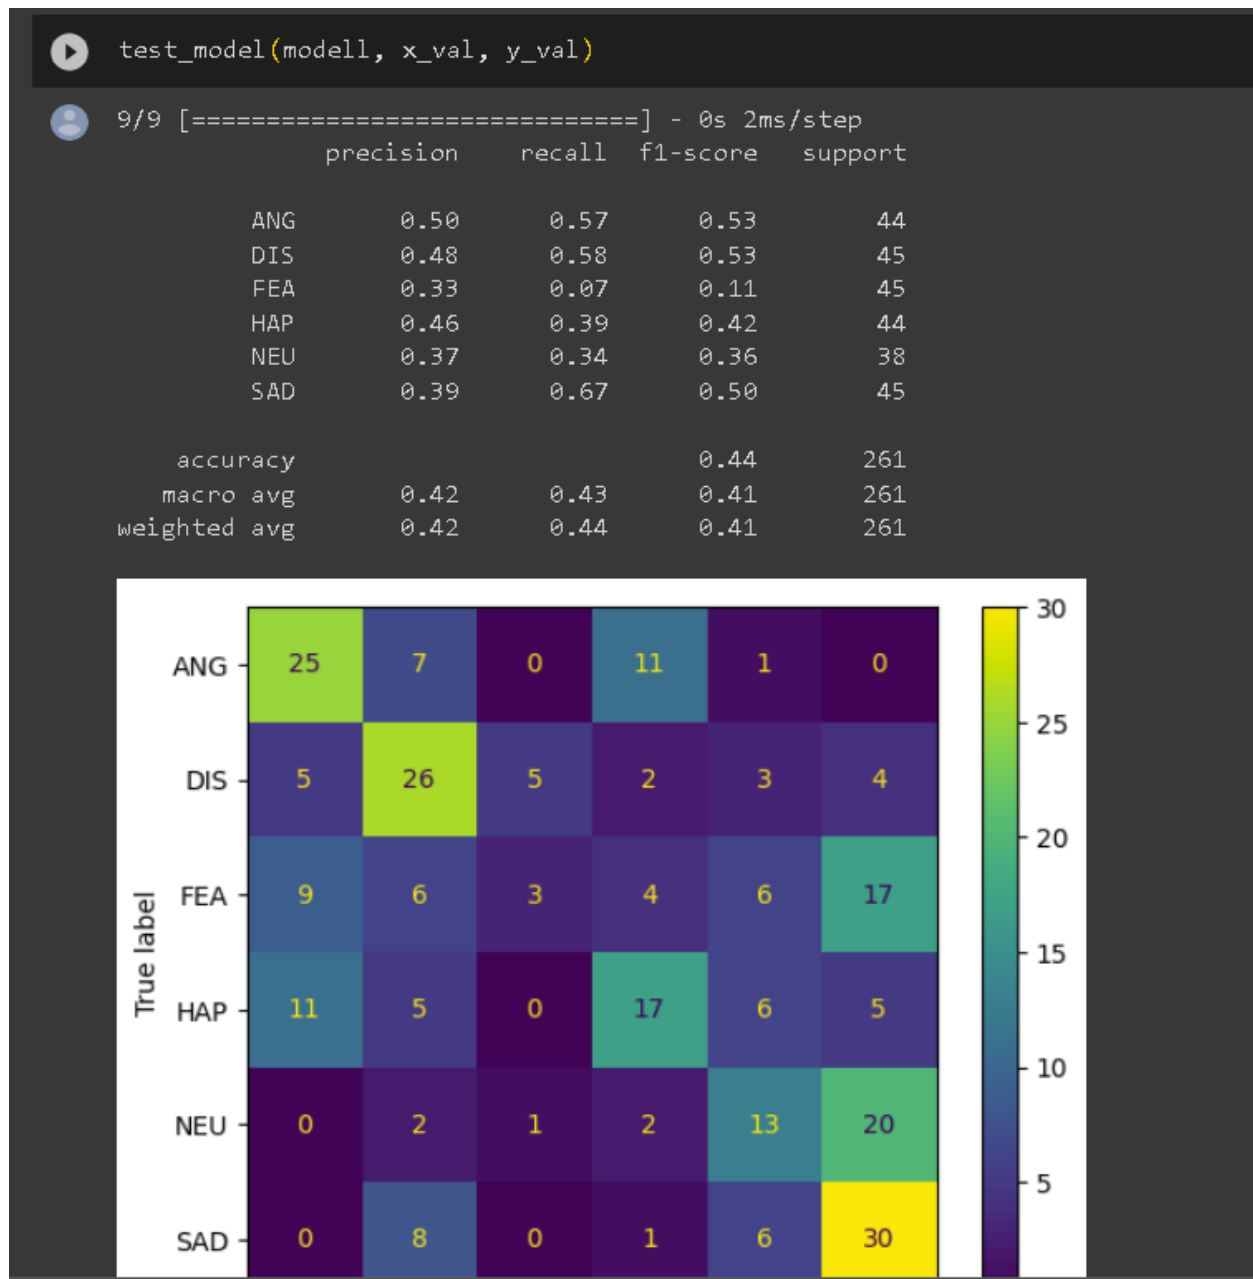 test_model(modell, x_val, y_val)
9/9 [==============================] - 0s 2ms/step
precision recall f1-score support
ANG 0.50 0.57 0.53 44
DIS 0.48 0.58 0.53 45
FEA 0.33 0.07 0.11 45
HAP 0.46 0.39 0.42 44
NEU 0.37 0.34 0.36 38
SAD 0.39 0.67 0.50 45
accuracy 0.44 261
macro avg 0.42 0.43 0.41 261
weighted avg 0.42 0.44 0.41 261
30
ANG 25 7 0 11 1 0
25
DIS 5 26 5 2 3 4
20
FEA 9 6 3 4 6 17
True label
15
HAP 11 5 0 17 6 5
10
NEU 0 2 1 2 13 20
5
SAD 0 8 0 1 6 30